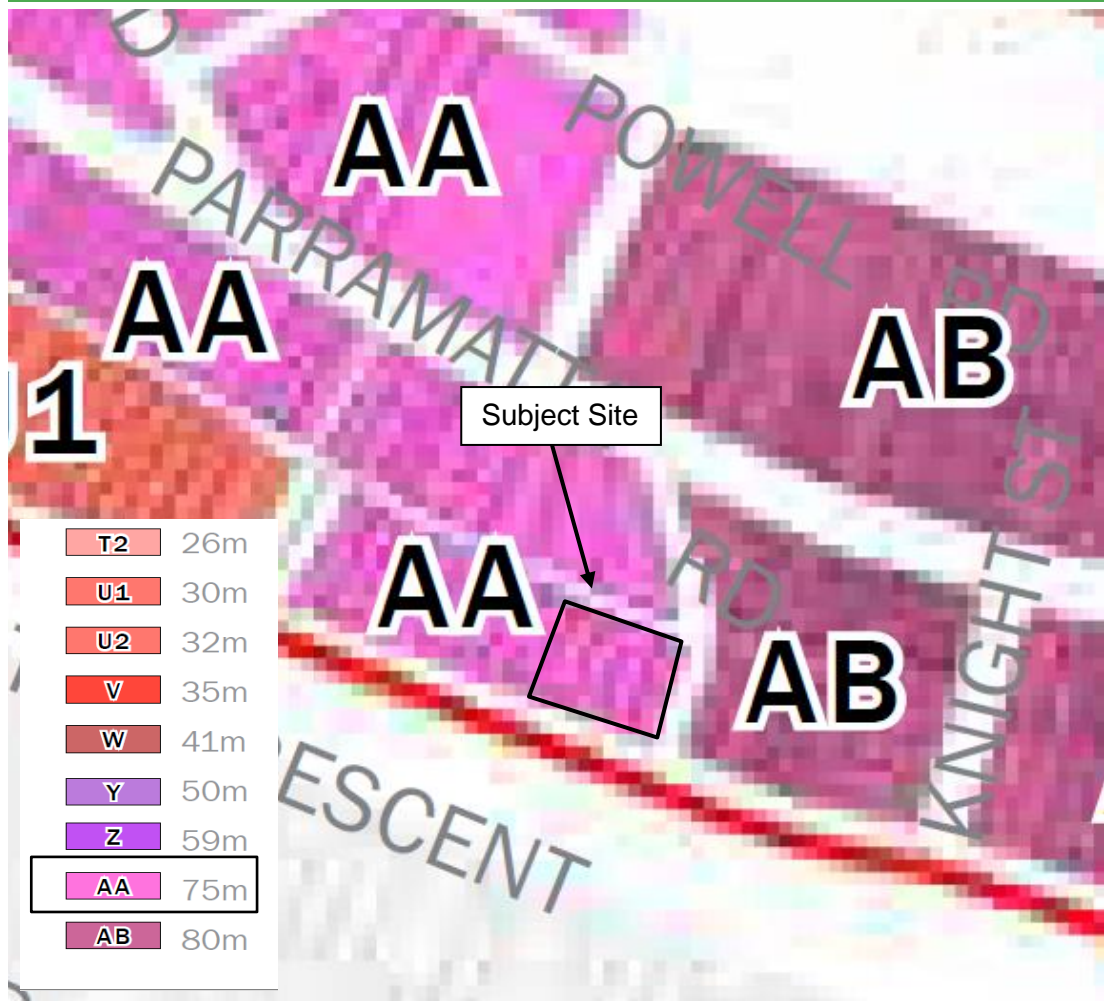 D
POWELL
AA
PARRAMATT
RD
AA
AB
ST
1
Subject Site
RD
AA
AB
KNIGHT
ESCENT
T2 26m
U1 30m
U2 32m
V 35m
W 41m
Y 50m
Z 59m
AA 75m
AB 80m